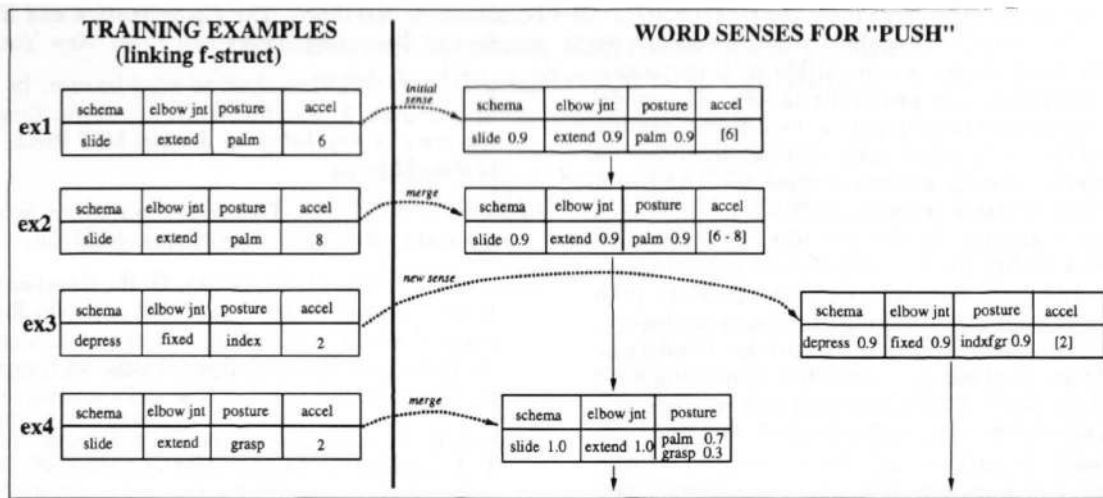 TRAINING EXAMPLES
(linking f-struct)
WORD SENSES FOR "PUSH"
ex1
schema elbow jnt posture accel
slide extend palm 6
initial
sense
schema elbow jnt posture accel
slide 0.9 extend 0.9 palm 0.9 [6]
ex2
schema elbow jnt posture accel
slide extend palm 8
merge
schema elbow jnt posture accel
slide 0.9 extend 0.9 palm 0.9 [6 - 8]
new sense
ex3
schema elbow jnt posture accel
depress fixed index 2
schema elbow jnt posture accel
depress 0.9 fixed 0.9 indxfgr 0.9 [2]
ex4
schema elbow jnt posture accel
slide extend grasp 2
merge
schema elbow jnt posture
slide 1.0 extend 1.0 palm 0.7
grasp 0.3